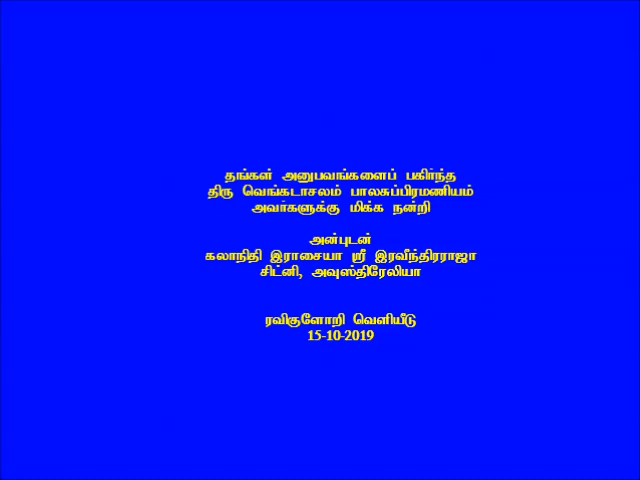 தங்கள் அனுபவங்களைப் பகிர்ந்த
திரு வெங்கடாசலம் பாலசுப்பிரமணியம்
அவர்களுக்கு மிக்க நன்றி
அன்புடன்
கலாநிதி இராசையா ஸ்ரீ இரவீந்திரராஜா
சிட்னி, அவுஸ்திரேலியா
ரவிகுளோறி வெளியீடு
15-10-2019